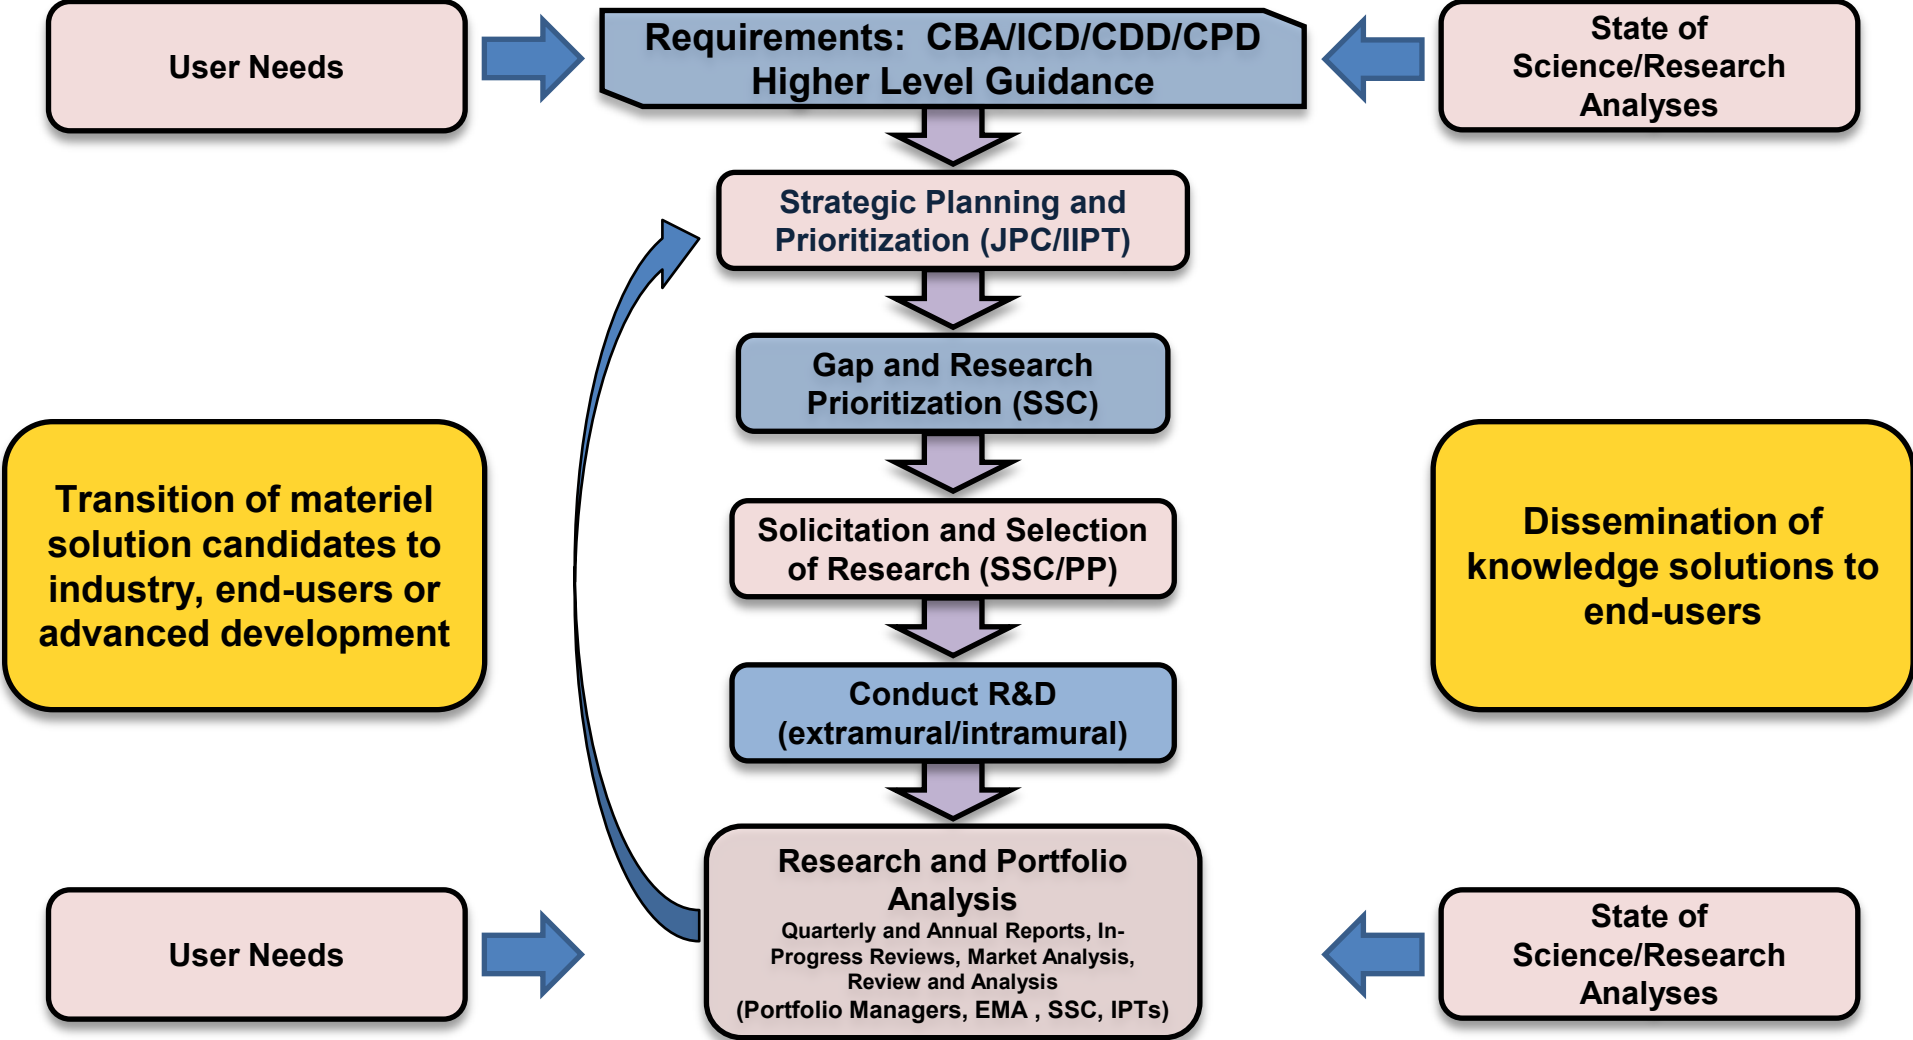 User Needs
Requirements: CBA/ICD/CDD/CPD
Higher Level Guidance
State of
Science/Research
Analyses
Strategic Planning and
Prioritization (JPC/IIPT)
Gap and Research
Prioritization (SSC)
Transition of materiel
solution candidates to
industry, end-users or
advanced development
Solicitation and Selection
of Research (SSC/PP)
Dissemination of
knowledge solutions to
end-users
Conduct R&D
(extramural/intramural)
User Needs
Research and Portfolio
Analysis
Quarterly and Annual Reports, In-
Progress Reviews, Market Analysis,
Review and Analysis
(Portfolio Managers, EMA , SSC, IPTs)
State of
Science/Research
Analyses